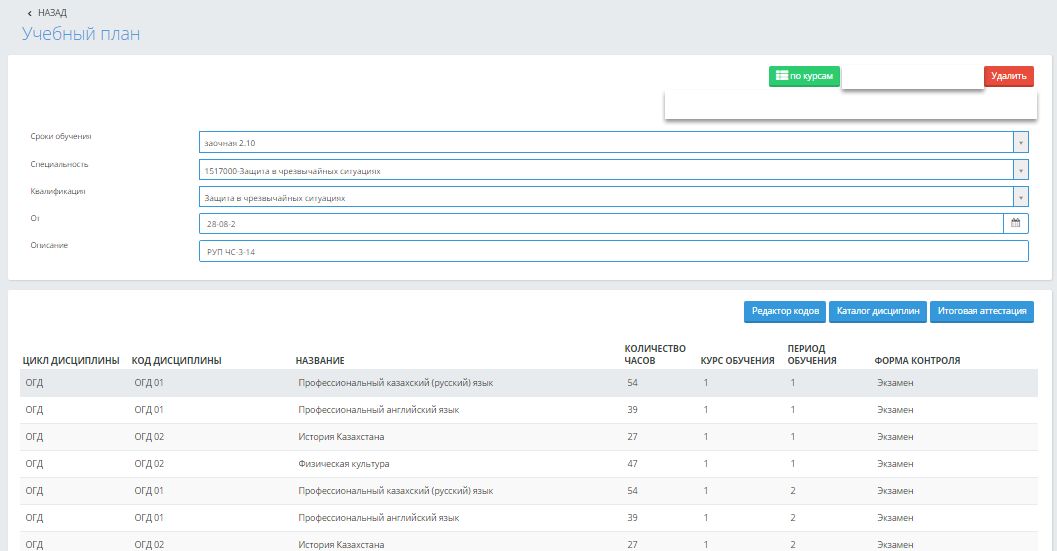 ‹ НАЗАД
Учебный план
по курсам Удалить
Сроки обучения заочная 2.10
Специальность 1517000-Защита в чрезвычайных ситуациях
Квалификация Защита в чрезвычайных ситуациях
От 28-08-2
Описание РУП ЧС-3-14
Редактор кодов Каталог дисциплин Итоговая аттестация
ЦИКЛ ДИСЦИПЛИНЫ КОД ДИСЦИПЛИНЫ НАЗВАНИЕ КОЛИЧЕСТВО ЧАСОВ КУРС ОБУЧЕНИЯ ПЕРИОД ОБУЧЕНИЯ ФОРМА КОНТРОЛЯ
ОГД ОГД 01 Профессиональный казахский (русский) язык 54 1 1 Экзамен
ОГД ОГД 01 Профессиональный английский язык 39 1 1 Экзамен
ОГД ОГД 02 История Казахстана 27 1 1 Экзамен
ОГД ОГД 02 Физическая культура 47 1 1 Экзамен
ОГД ОГД 01 Профессиональный казахский (русский) язык 54 1 2 Экзамен
ОГД ОГД 01 Профессиональный английский язык 39 1 2 Экзамен
ОГД ОГД 02 История Казахстана 27 1 2 Экзамен